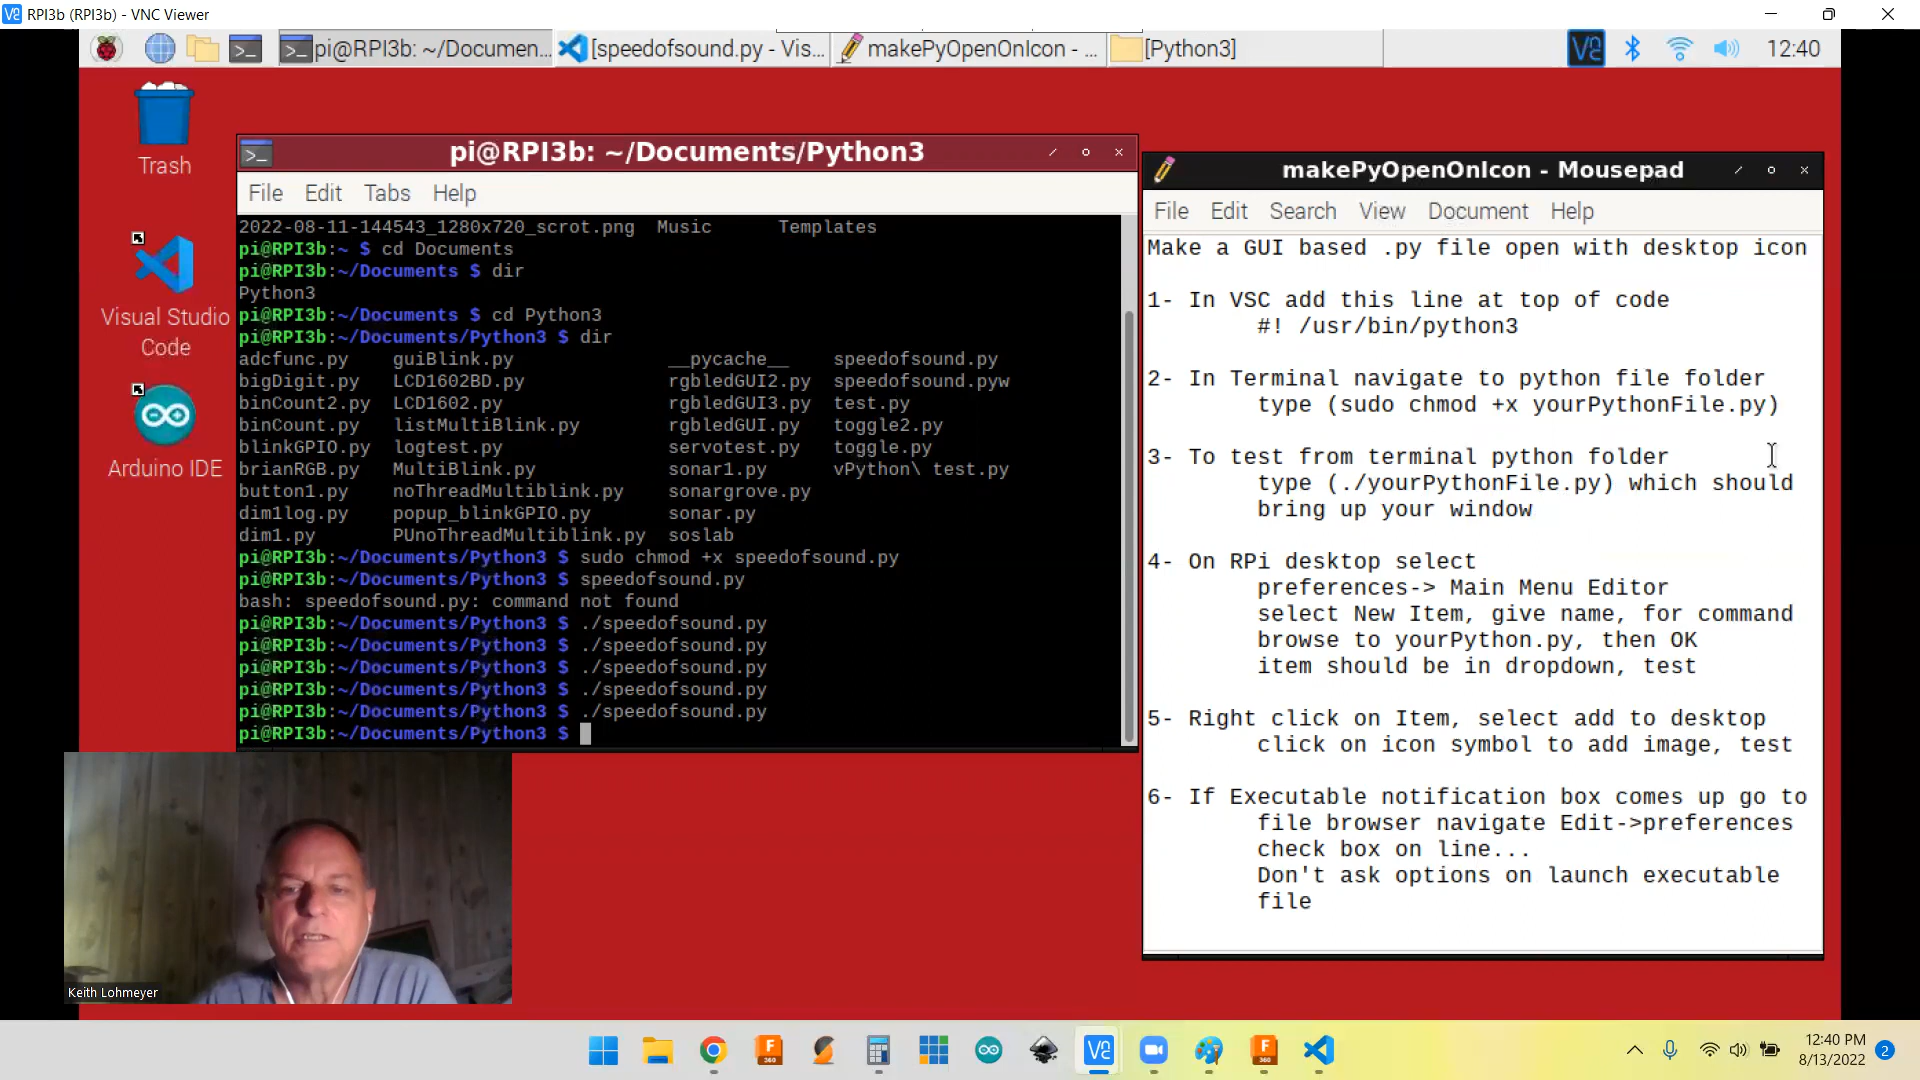 RPI3b (RPI3b) - VNC Viewer
pi@RPI3b: ~/Documen...
[speedofsound.py - Vis...
makePyOpenOnIcon - ...
[Python3]
12:40
Trash
Visual Studio
Code
Arduino IDE
pi@RPI3b: ~/Documents/Python3
File Edit Tabs Help
2022-08-11-144543_1280x720_scrot.png Music Templates
pi@RPI3b:~ $ cd Documents
pi@RPI3b:~/Documents $ dir
Python3
pi@RPI3b:~/Documents $ cd Python3
pi@RPI3b:~/Documents/Python3 $ dir
adcfunc.py guiBlink.py __pycache__ speedofsound.py
bigDigit.py LCD1602BD.py rgbledGUI2.py speedofsound.pyw
binCount2.py LCD1602.py rgbledGUI3.py test.py
binCount.py listMultiBlink.py rgbledGUI.py toggle2.py
blinkGPIO.py logtest.py servotest.py toggle.py
brianRGB.py MultiBlink.py sonar1.py vPython\ test.py
button1.py noThreadMultiblink.py sonargrove.py
dim1log.py popup_blinkGPIO.py sonar.py
dim1.py PUnoThreadMultiblink.py soslab
pi@RPI3b:~/Documents/Python3 $ sudo chmod +x speedofsound.py
pi@RPI3b:~/Documents/Python3 $ speedofsound.py
bash: speedofsound.py: command not found
pi@RPI3b:~/Documents/Python3 $ ./speedofsound.py
pi@RPI3b:~/Documents/Python3 $ ./speedofsound.py
pi@RPI3b:~/Documents/Python3 $ ./speedofsound.py
pi@RPI3b:~/Documents/Python3 $ ./speedofsound.py
pi@RPI3b:~/Documents/Python3 $ ./speedofsound.py
pi@RPI3b:~/Documents/Python3 $
makePyOpenOnIcon - Mousepad
File Edit Search View Document Help
Make a GUI based .py file open with desktop icon
1- In VSC add this line at top of code
#! /usr/bin/python3
2- In Terminal navigate to python file folder
type (sudo chmod +x yourPythonFile.py)
3- To test from terminal python folder
type (./yourPythonFile.py) which should
bring up your window
4- On RPi desktop select
preferences-> Main Menu Editor
select New Item, give name, for command
browse to yourPython.py, then OK
item should be in dropdown, test
5- Right click on Item, select add to desktop
click on icon symbol to add image, test
6- If Executable notification box comes up go to
file browser navigate Edit->preferences
check box on line...
Don't ask options on launch executable
file
Keith Lohmeyer
12:40 PM
8/13/2022
2